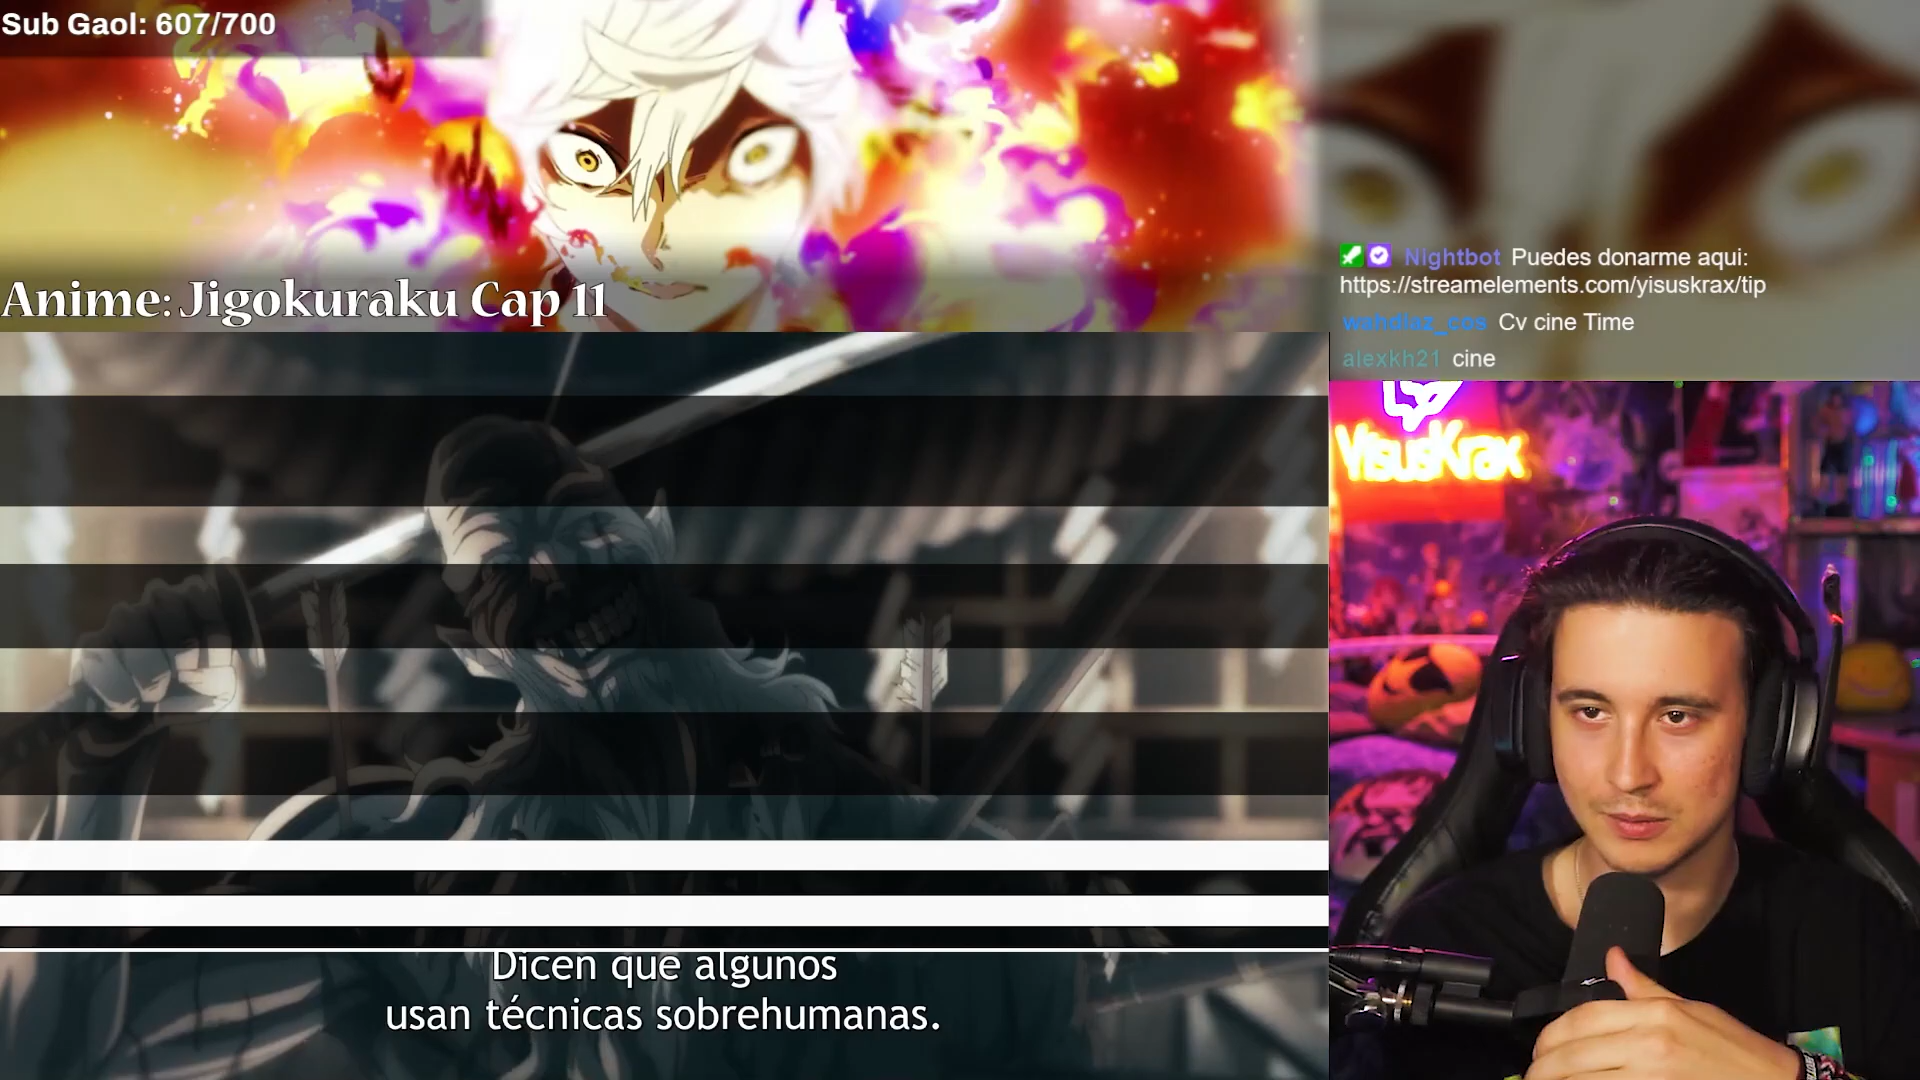 Sub Gaol: 607/700
Anime: Jigokuraku Cap 11
Nightbot Puedes donarme aqui:
https://streamelements.com/yisuskrax/tip
wandiaz_cos Cv cine Time
alexkh21 cine
YisusKrax
Dicen que algunos
usan técnicas sobrehumanas.